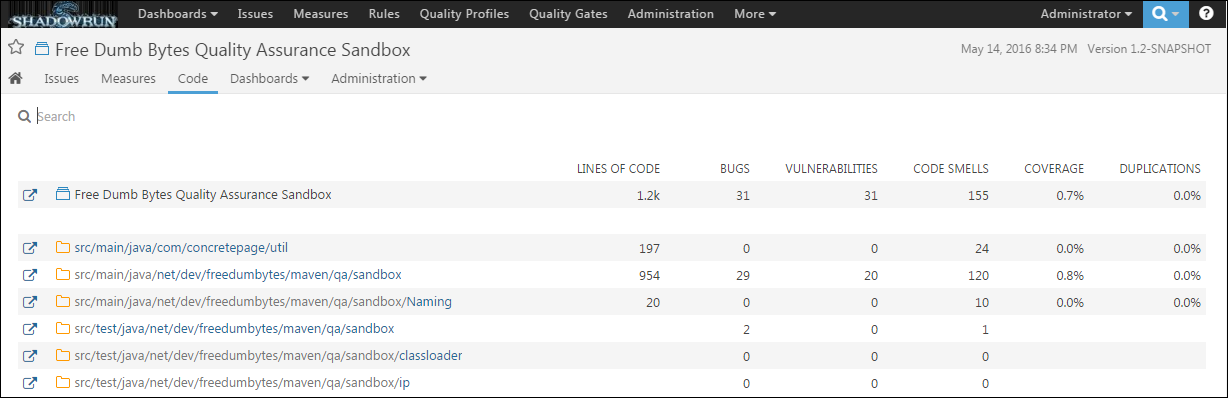 SHADOWRUN Dashboards Issues Measures Rules Quality Profiles Quality Gates Administration More Administrator ?
Free Dumb Bytes Quality Assurance Sandbox May 14, 2016 8:34 PM Version 1.2-SNAPSHOT
Issues Measures Code Dashboards Administration
Search
LINES OF CODE BUGS VULNERABILITIES CODE SMELLS COVERAGE DUPLICATIONS
Free Dumb Bytes Quality Assurance Sandbox 1.2k 31 31 155 0.7% 0.0%
src/main/java/com/concretepage/util 197 0 0 24 0.0% 0.0%
src/main/java/net/dev/freedumbytes/maven/qa/sandbox 954 29 20 120 0.8% 0.0%
src/main/java/net/dev/freedumbytes/maven/qa/sandbox/Naming 20 0 0 10 0.0% 0.0%
src/test/java/net/dev/freedumbytes/maven/qa/sandbox 2 0 1
src/test/java/net/dev/freedumbytes/maven/qa/sandbox/classloader 0 0 0
src/test/java/net/dev/freedumbytes/maven/qa/sandbox/ip 0 0 0